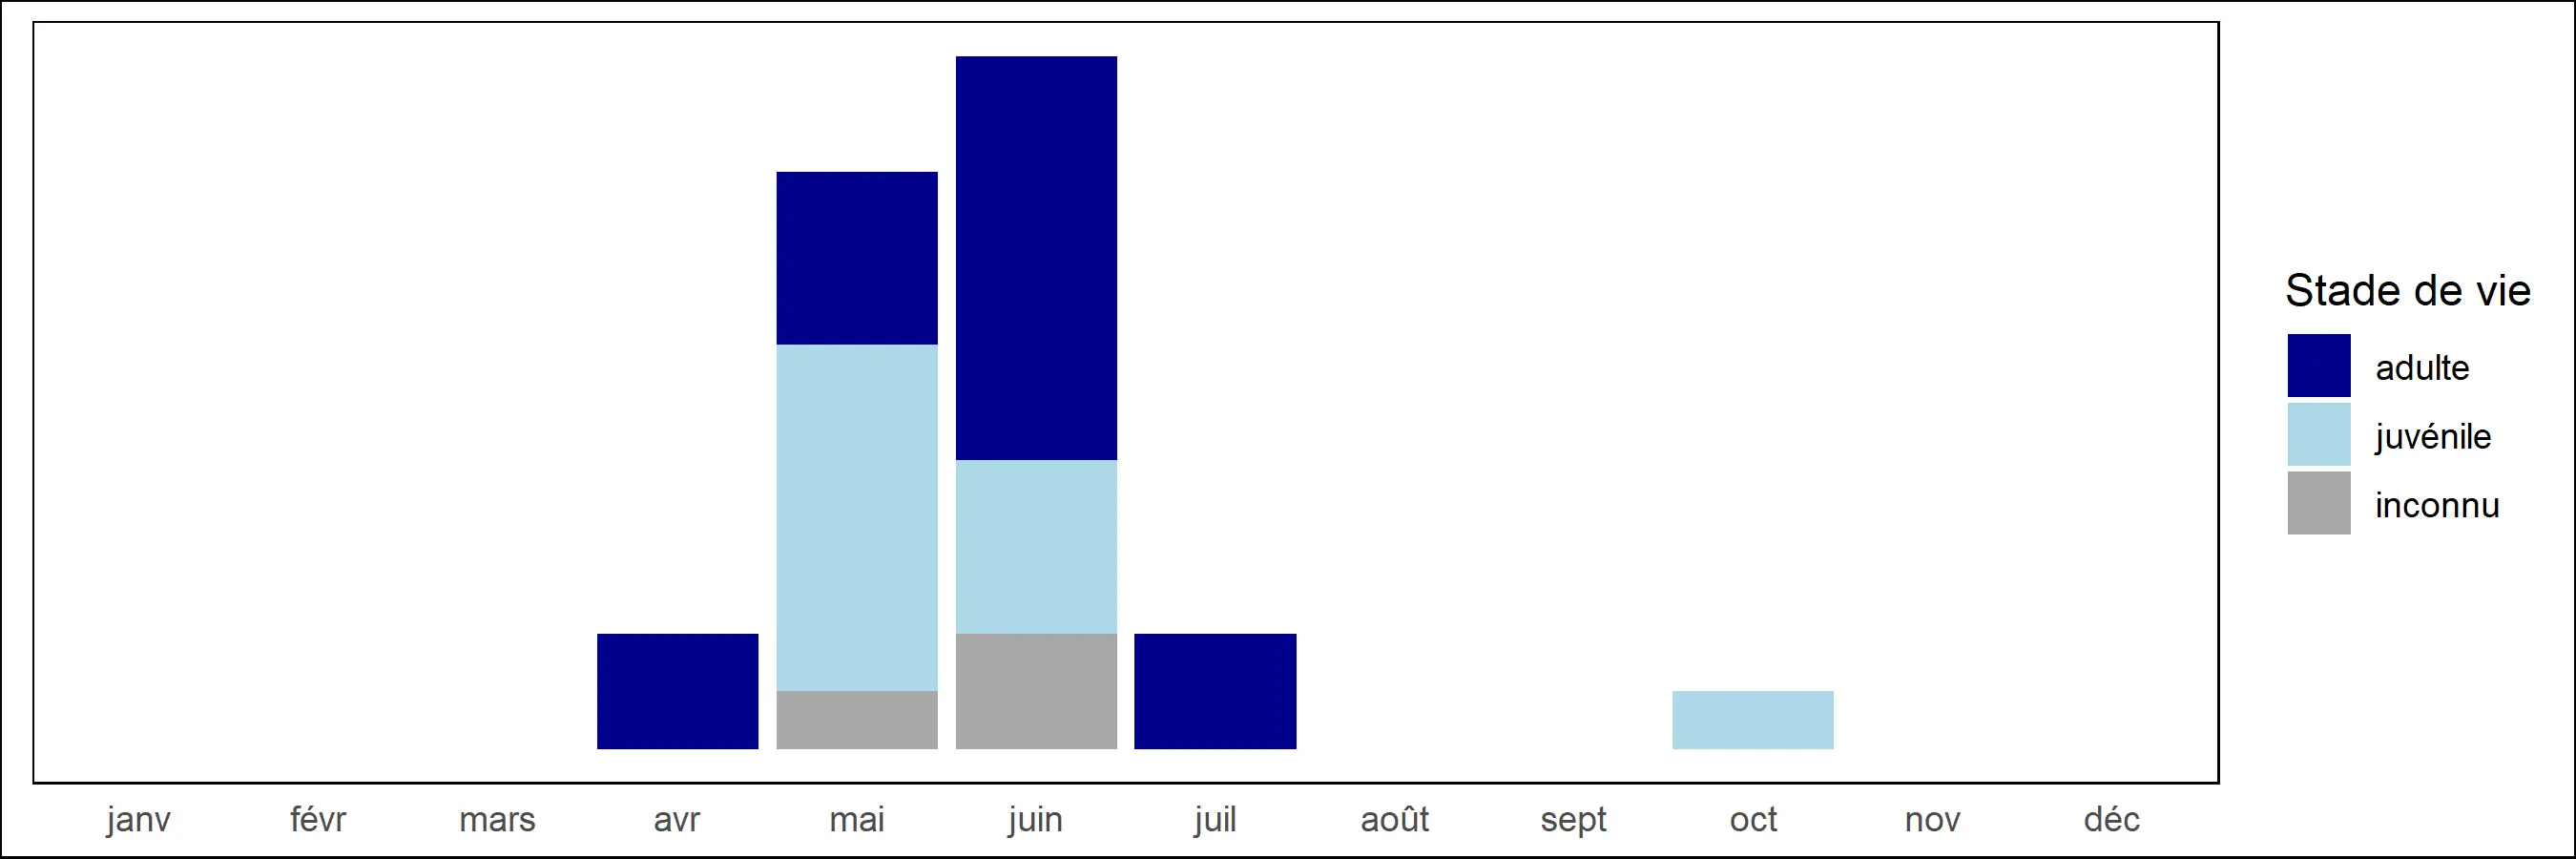 Stade de vie
adulte
juvénile
inconnu
janv févr mars avr mai juin juil août sept oct nov déc